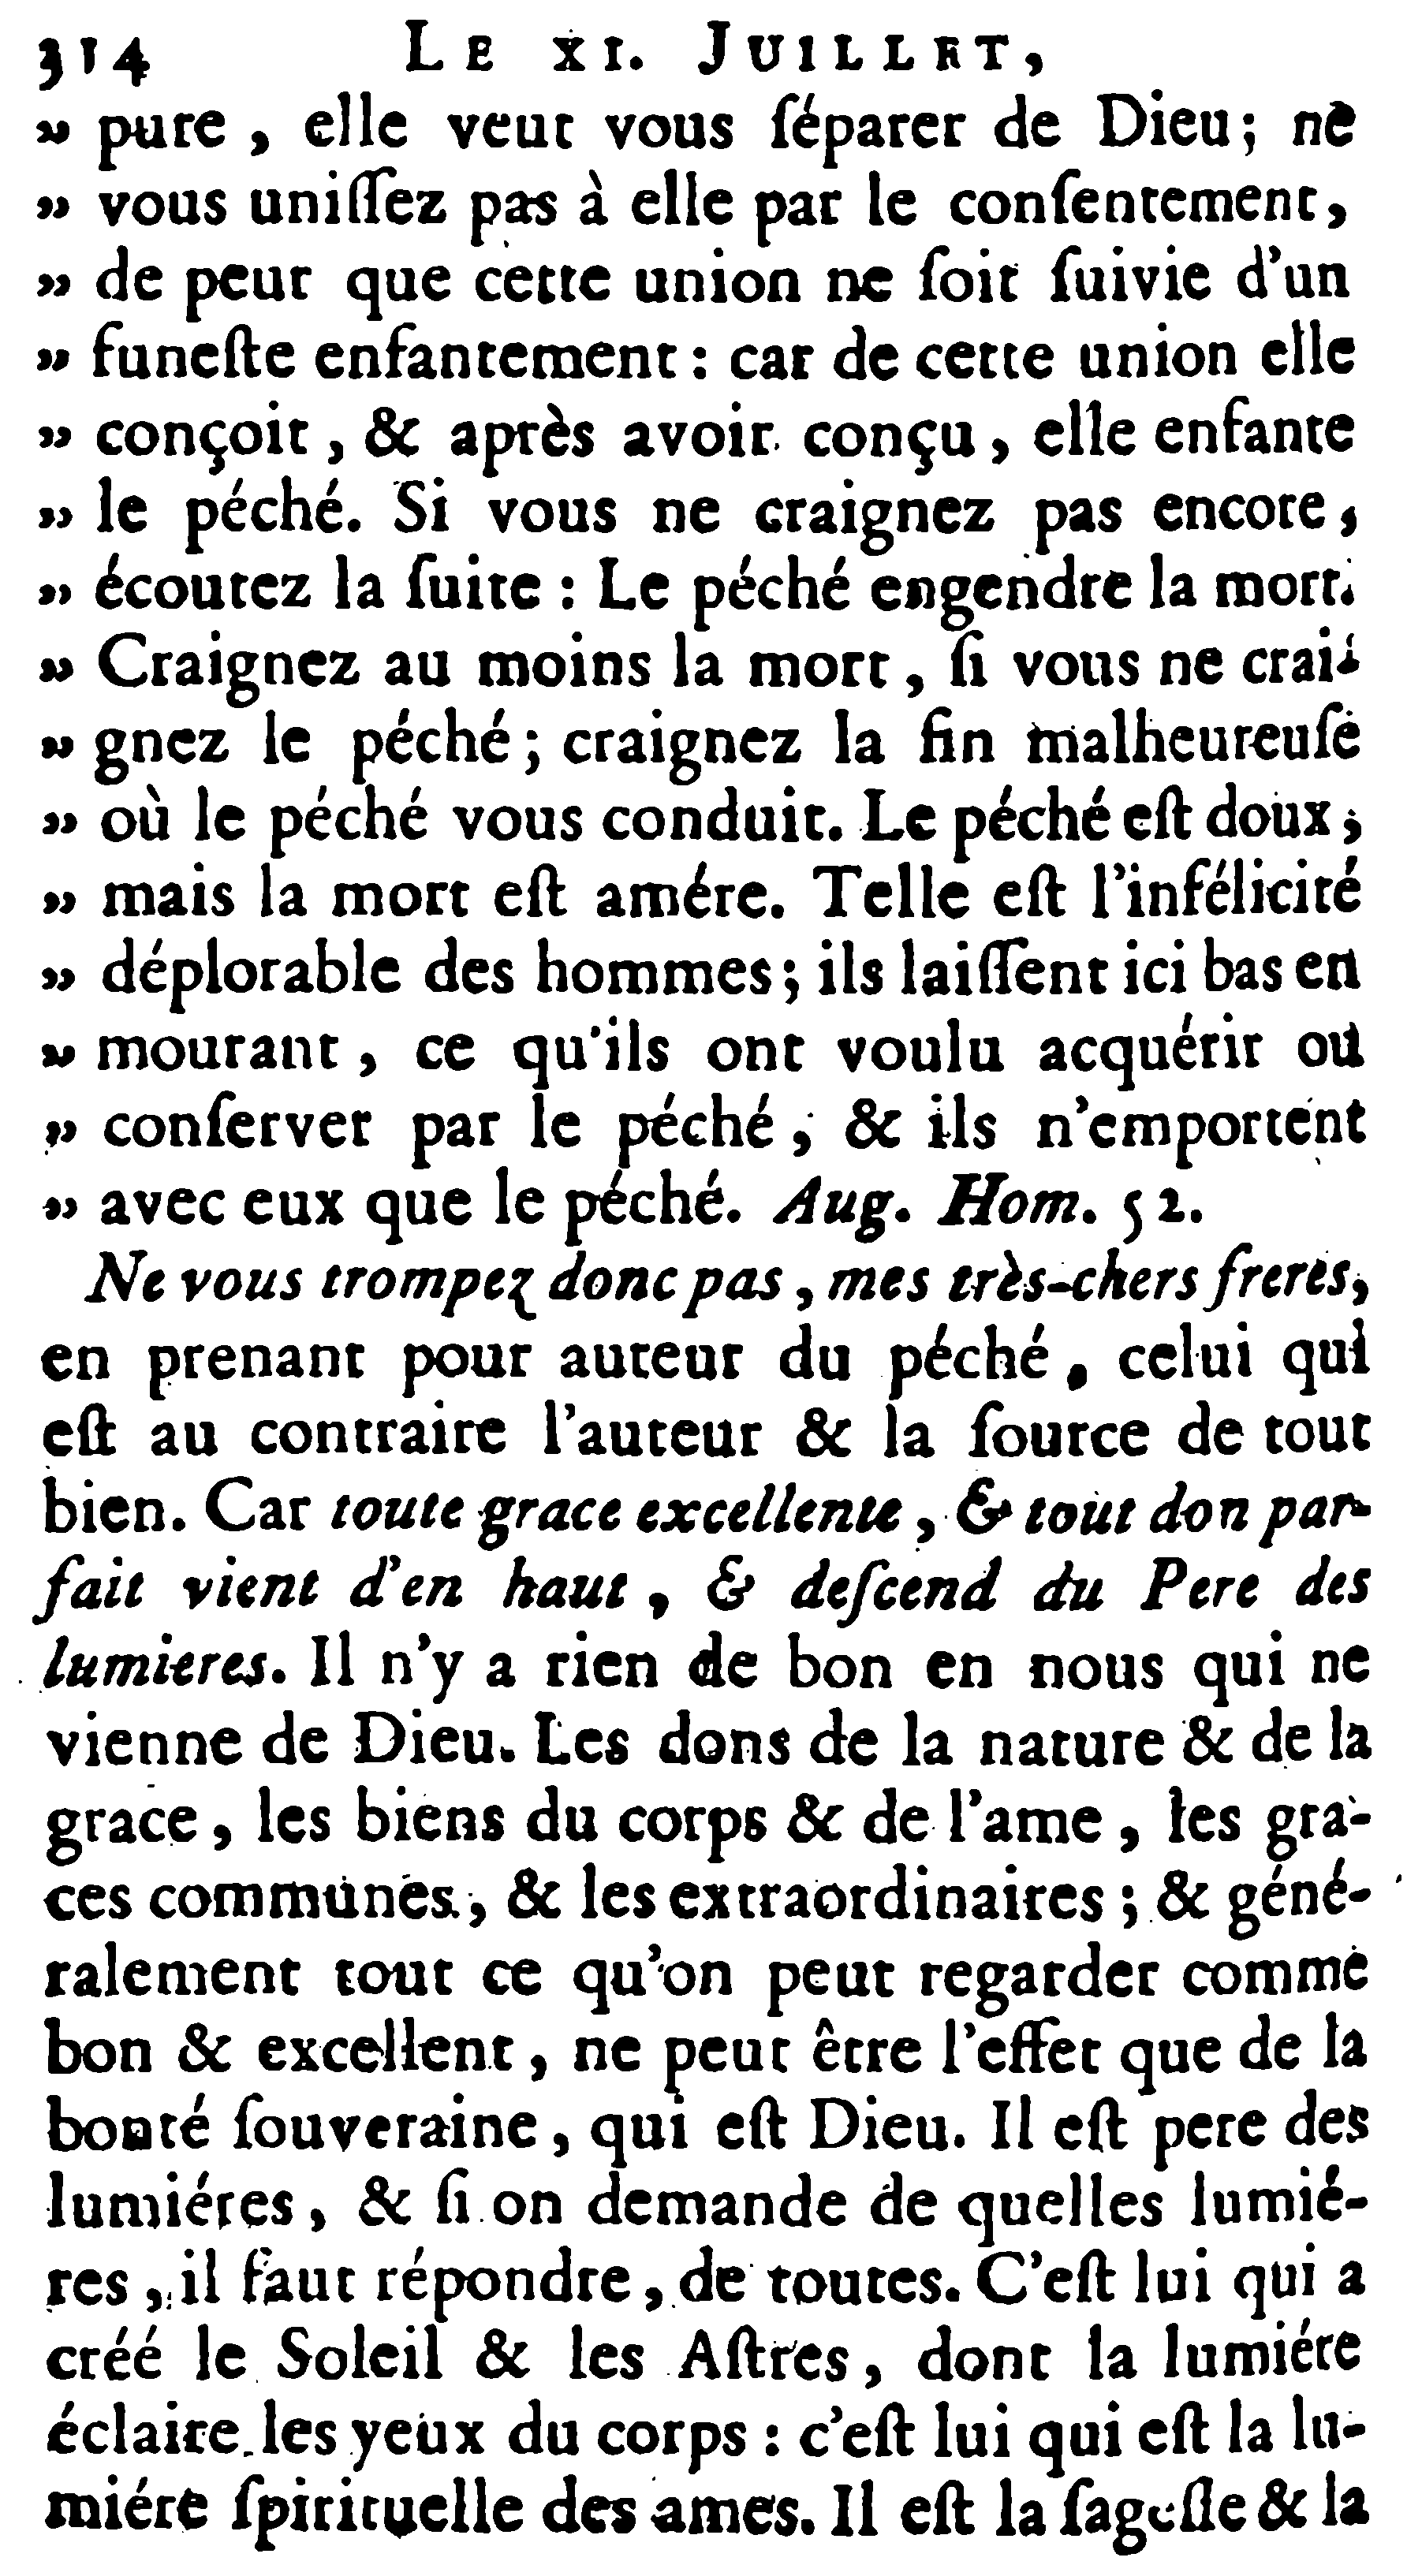 314 LE XI. JUILLET,
» pure , elle veut vous ſéparer de Dieu ; ne
» vous uniſſez pas à elle par le conſentement,
» de peur que cette union ne ſoit ſuivie d'un
» funeſte enfantement : car de cette union elle
» conçoit , & après avoir conçu , elle enfante
» le péché. Si vous ne craignez pas encore,
» écoutez la ſuite : Le péché engendre la mort.
» Craignez au moins la mort , ſi vous ne crai-
» gnez le péché ; craignez la fin malheureuſe
» où le péché vous conduit. Le péché eſt doux ;
» mais la mort eſt amére. Telle eſt l'infélicité
» déplorable des hommes ; ils laiſſent ici bas en
» mourant , ce qu'ils ont voulu acquérir ou
» conſerver par le péché , & ils n'emportent
» avec eux que le péché. Aug. Hom. 52.
Ne vous trompez donc pas , mes très-chers freres,
en prenant pour auteur du péché , celui qui
eſt au contraire l'auteur & la ſource de tout
bien. Car toute grace excellente , & tout don par-
fait vient d'en haut , & deſcend du Pere des
lumieres. Il n'y a rien de bon en nous qui ne
vienne de Dieu. Les dons de la nature & de la
grace , les biens du corps & de l'ame , les gra-
ces communes , & les extraordinaires ; & géné-
ralement tout ce qu'on peut regarder comme
bon & excellent , ne peut être l'effet que de la
bonté ſouveraine , qui eſt Dieu. Il eſt pere des
lumiéres , & ſi on demande de quelles lumié-
res , il faut répondre , de toutes. C'eſt lui qui a
créé le Soleil & les Aſtres , dont la lumiére
éclaire les yeux du corps : c'eſt lui qui eſt la lu-
miére ſpirituelle des ames. Il eſt la ſageſſe & la